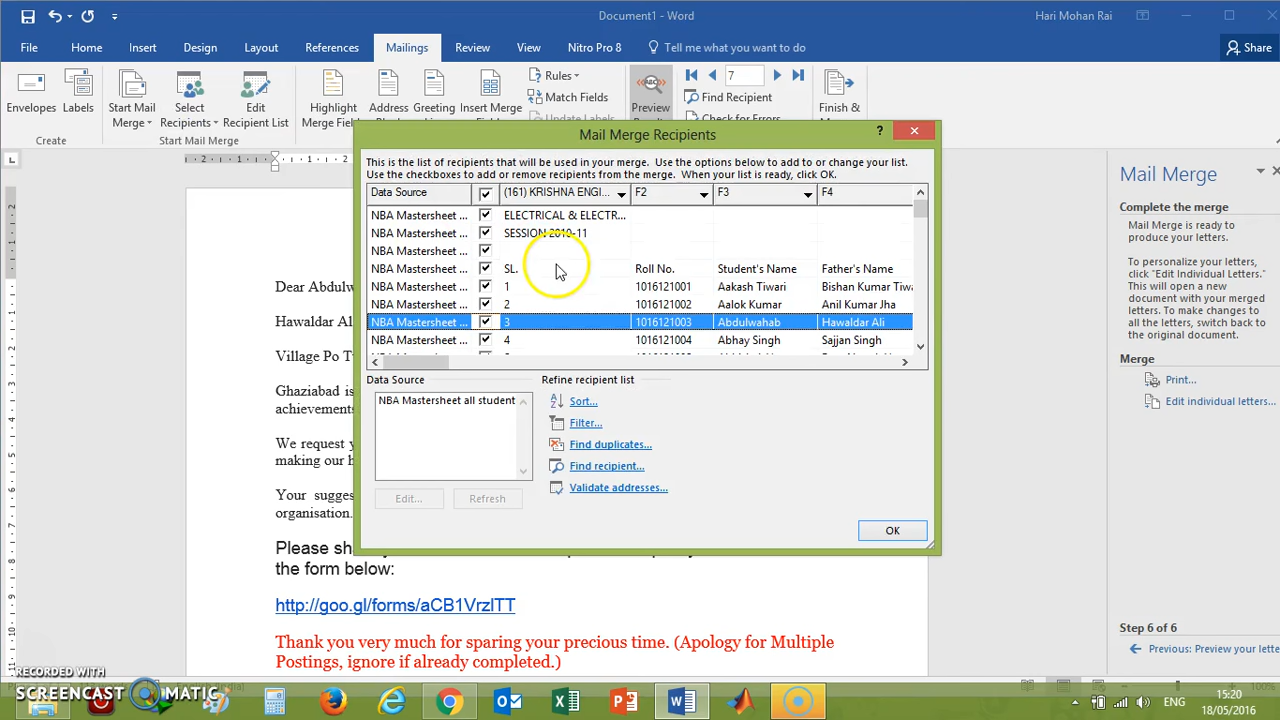 Document1 - Word
Hari Mohan Rai
File Home Insert Design Layout References Mailings Review View Nitro Pro 8 Tell me what you want to do Share
Envelopes Labels Start Mail Merge Select Recipients Edit Recipient List Highlight Merge Address Greeting Insert Merge Field Preview
Rules
Match Fields
Update Labels
7
Find Recipient
Check for Errors
Finish &
Create Start Mail Merge
Mail Merge Recipients
This is the list of recipients that will be used in your merge. Use the options below to add to or change your list.
Use the checkboxes to add or remove recipients from the merge. When your list is ready, click OK.
Data Source (161) KRISHNA ENGI... F2 F3 F4
NBA Mastersheet ... ELECTRICAL & ELECTR...
NBA Mastersheet ... SESSION 2010-11
NBA Mastersheet ...
NBA Mastersheet ... SL. Roll No. Student's Name Father's Name
NBA Mastersheet ... 1 1016121001 Aakash Tiwari Bishan Kumar Tiwa
NBA Mastersheet ... 2 1016121002 Aalok Kumar Anil Kumar Jha
NBA Mastersheet ... 3 1016121003 Abdulwahab Hawaldar Ali
NBA Mastersheet ... 4 1016121004 Abhay Singh Sajjan Singh
Data Source
NBA Mastersheet all student
Edit... Refresh
Refine recipient list
Sort...
Filter...
Find duplicates...
Find recipient...
Validate addresses...
OK
Dear Abdulw
Hawaldar Al
Village Po T
Ghaziabad is
achievements
We request y
making our h
Your sugges
organisation.
Please sha
the form below:
http://goo.gl/forms/aCB1VrzlTT
Thank you very much for sparing your precious time. (Apology for Multiple
Postings, ignore if already completed.)
Mail Merge
Complete the merge
Mail Merge is ready to
produce your letters.
To personalize your letters,
click "Edit Individual Letters."
This will open a new
document with your merged
letters. To make changes to
all the letters, switch back to
the original document.
Merge
Print...
Edit individual letters...
Step 6 of 6
Previous: Preview your lette
RECORDED WITH
SCREENCAST MATIC
ENG
15:20
18/05/2016